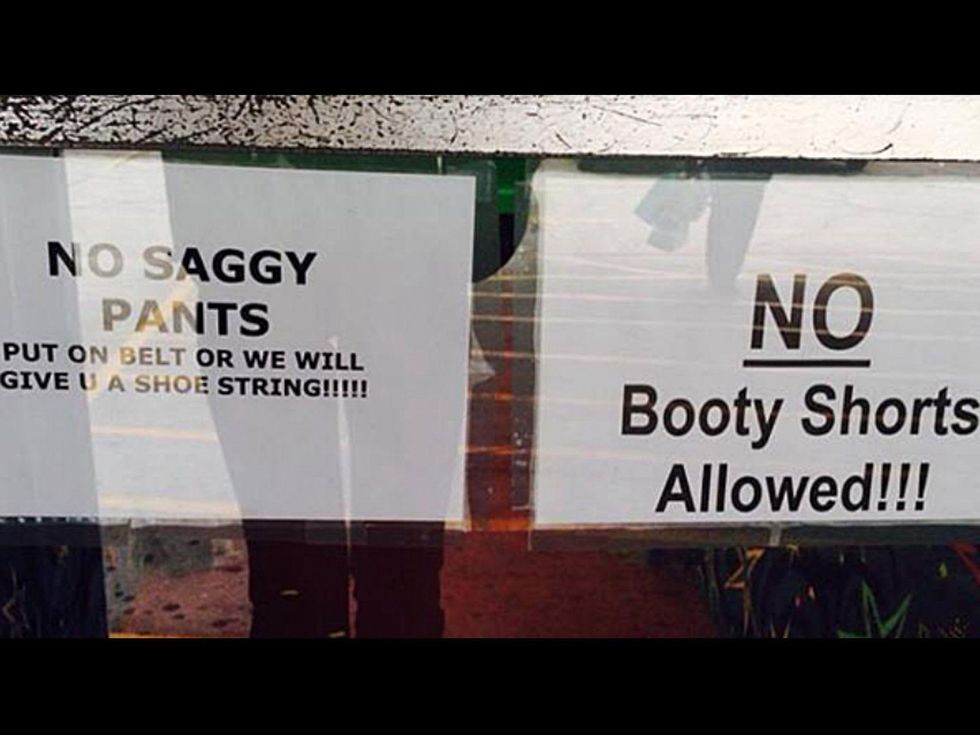 NO SAGGY
PANTS
PUT ON BELT OR WE WILL
GIVE U A SHOE STRING!!!!!
NO
Booty Shorts
Allowed!!!